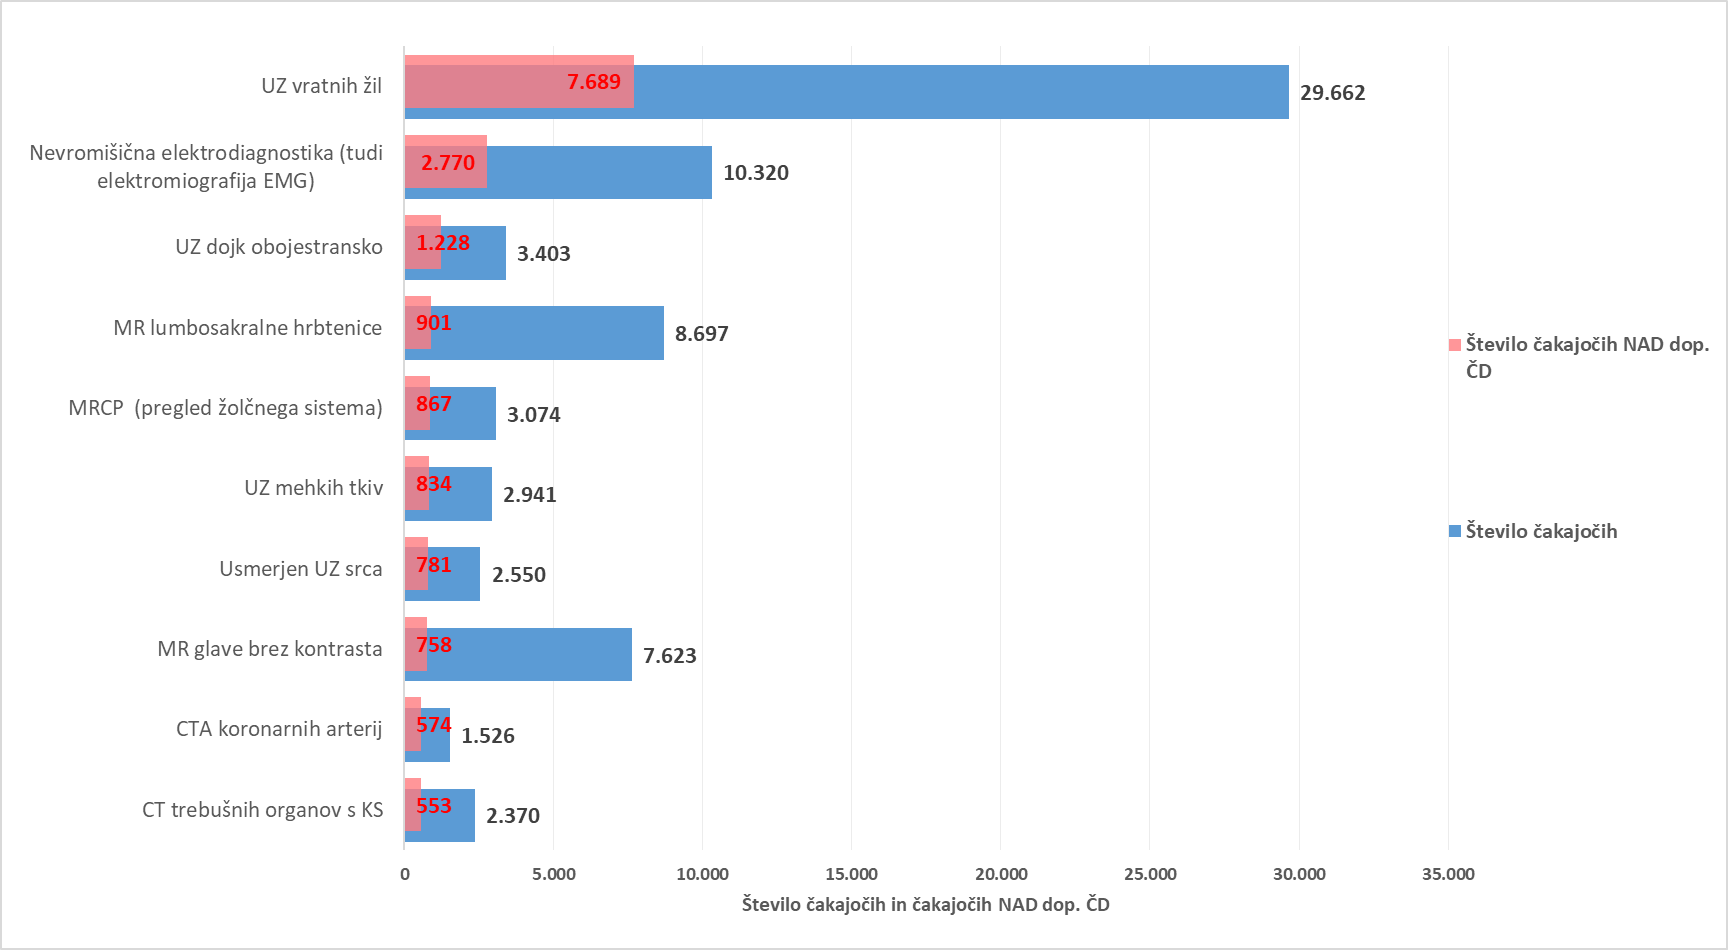 UZ vratnih žil
7.689
29.662
Nevromišična elektrodiagnostika (tudi
elektromiografija EMG)
2.770
10.320
UZ dojk obojestransko
1.228
3.403
MR lumbosakralne hrbtenice
901
8.697
MRCP  (pregled žolčnega sistema)
867
3.074
UZ mehkih tkiv
834
2.941
Usmerjen UZ srca
781
2.550
MR glave brez kontrasta
758
7.623
CTA koronarnih arterij
574
1.526
CT trebušnih organov s KS
553
2.370
0 5.000 10.000 15.000 20.000 25.000 30.000 35.000
Število čakajočih in čakajočih NAD dop. ČD
Število čakajočih NAD dop.
ČD
Število čakajočih